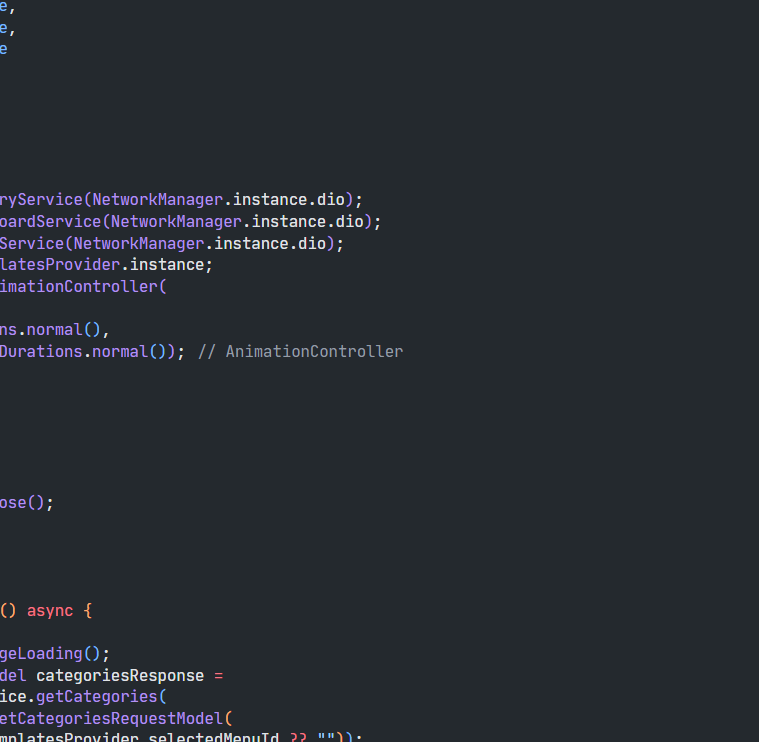 e,
e,
e
ryService(NetworkManager.instance.dio);
oardService(NetworkManager.instance.dio);
Service(NetworkManager.instance.dio);
latesProvider.instance;
imationController(
ns.normal(),
Durations.normal()); // AnimationController
ose();
() async {
geLoading();
del categoriesResponse =
ice.getCategories(
etCategoriesRequestModel(
mplatesProvider.selectedMenuId ?? ""));